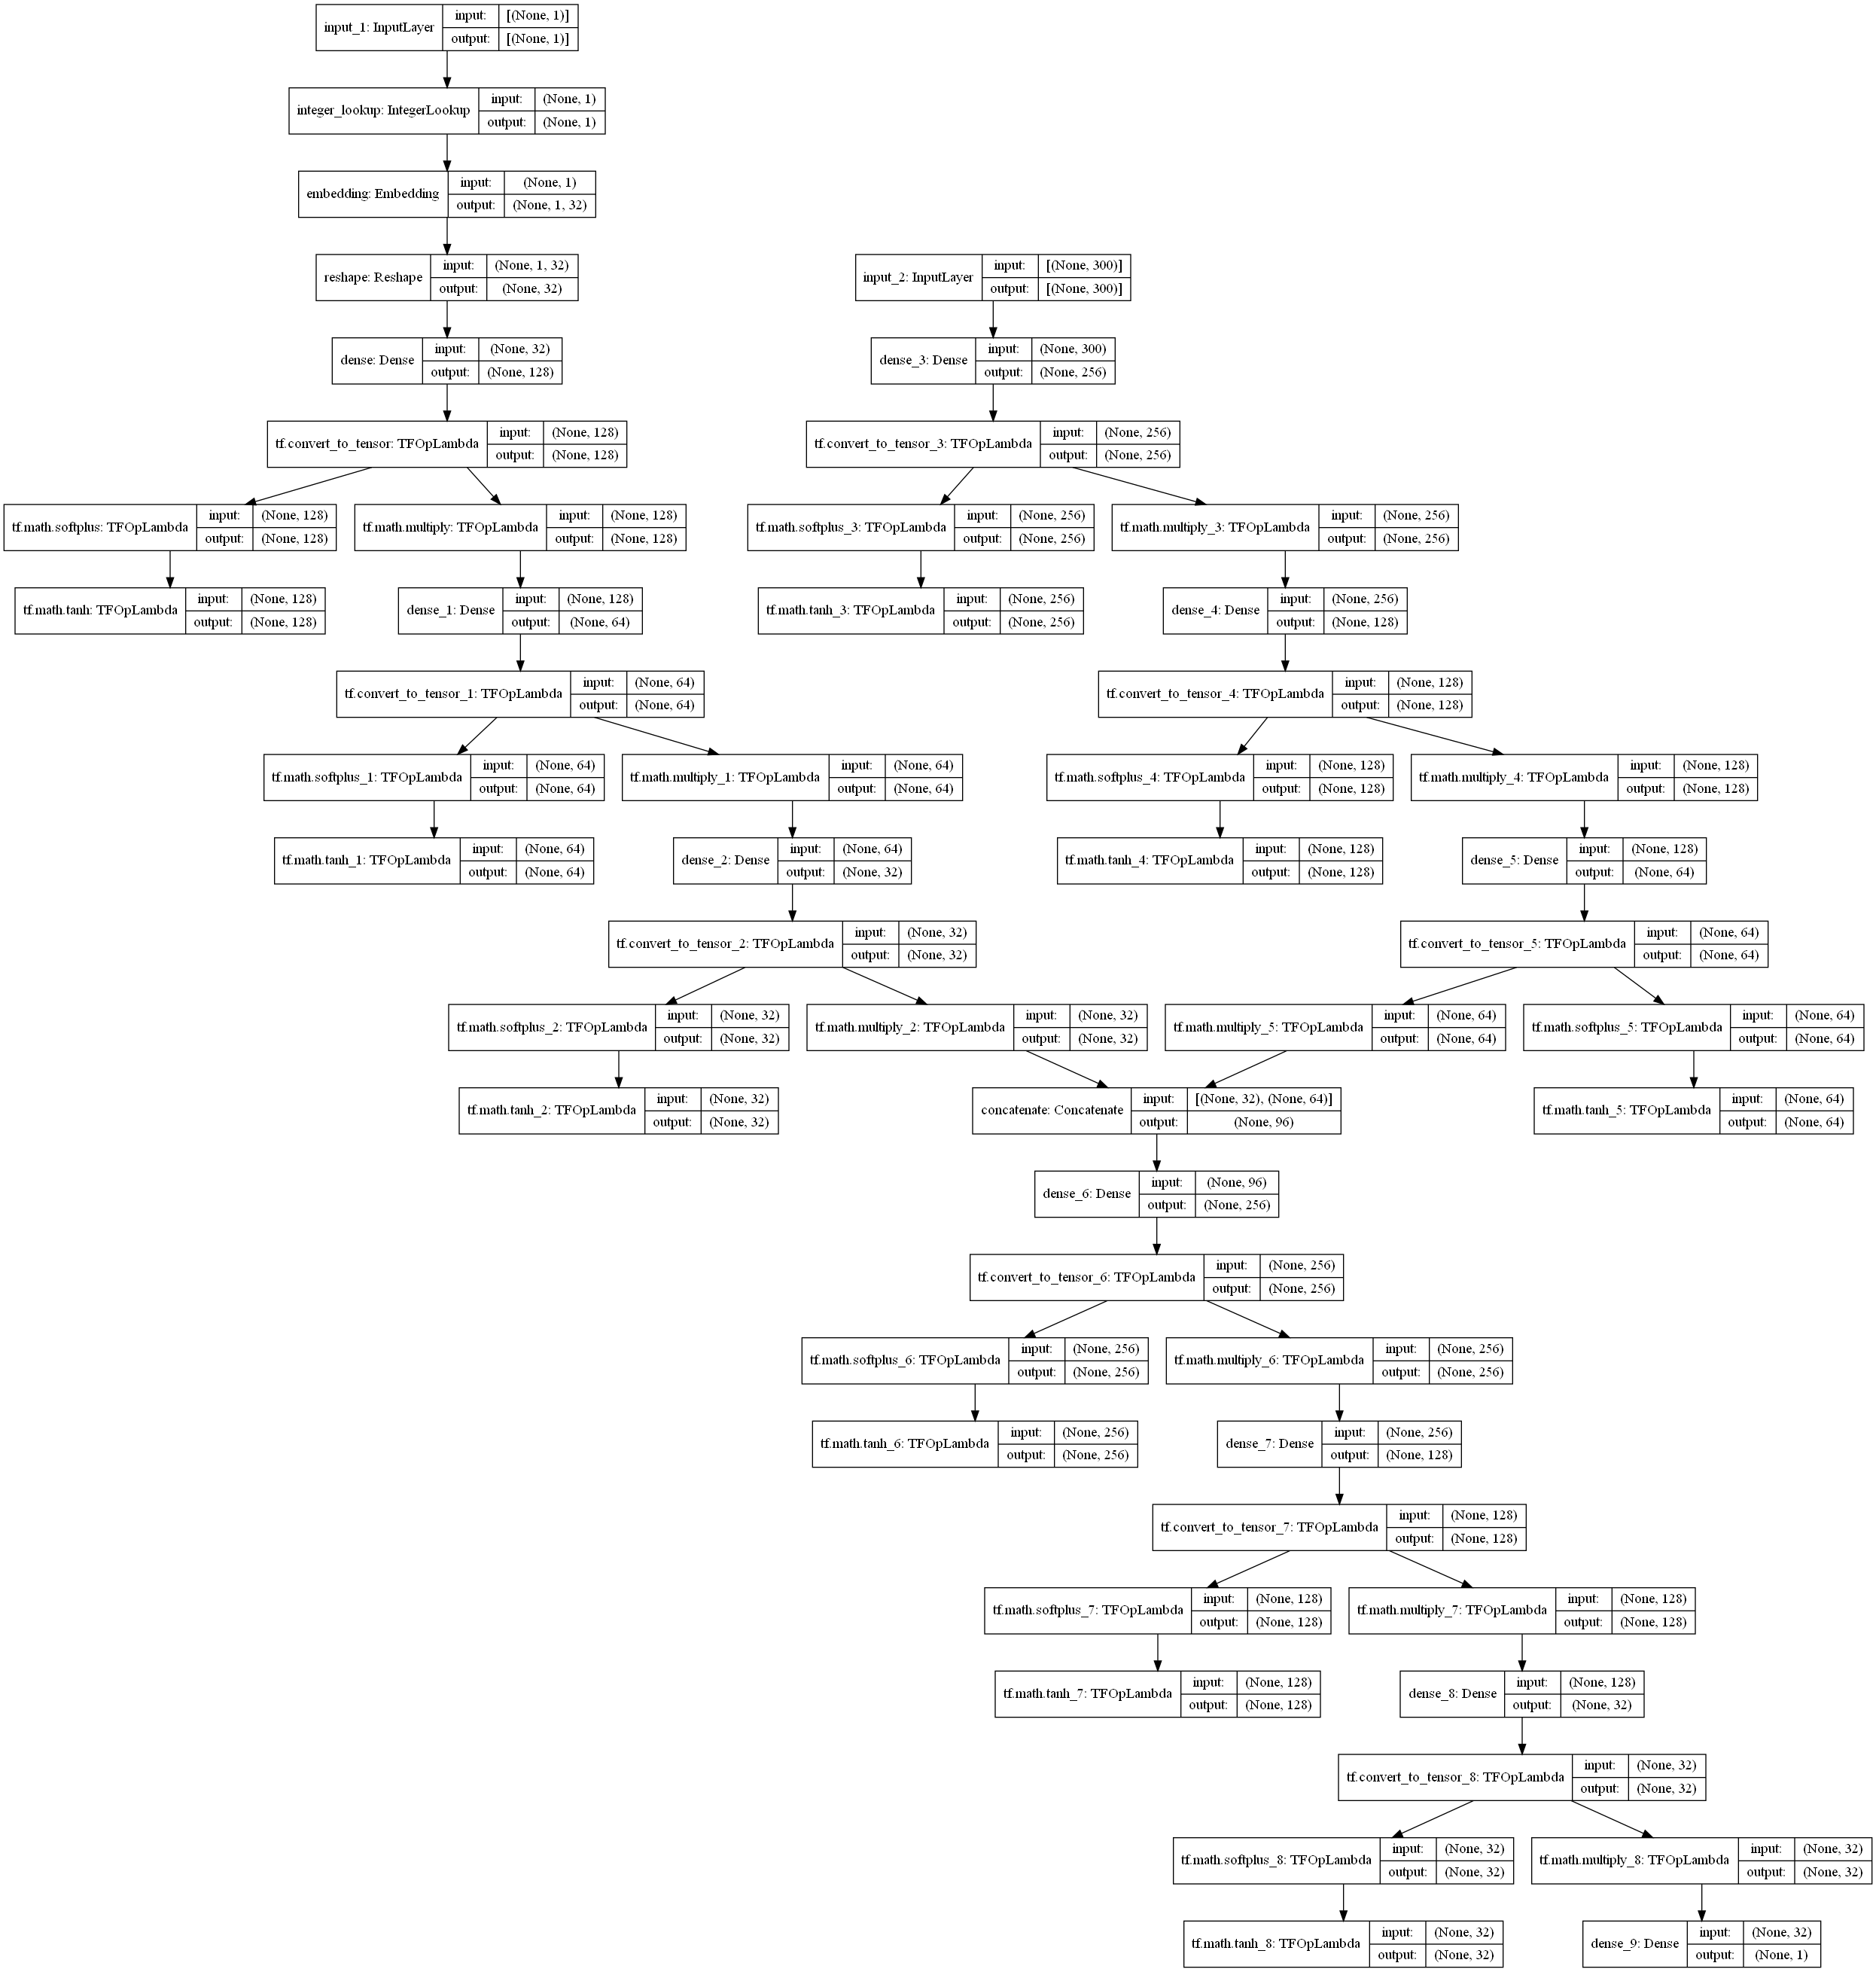 input_1: InputLayer input: [(None, 1)]
output: [(None, 1)]
integer_lookup: IntegerLookup input: (None, 1)
output: (None, 1)
embedding: Embedding input: (None, 1)
output: (None, 1, 32)
reshape: Reshape input: (None, 1, 32)
output: (None, 32)
input_2: InputLayer input: [(None, 300)]
output: [(None, 300)]
dense: Dense input: (None, 32)
output: (None, 128)
dense_3: Dense input: (None, 300)
output: (None, 256)
tf.convert_to_tensor: TFOpLambda input: (None, 128)
output: (None, 128)
tf.convert_to_tensor_3: TFOpLambda input: (None, 256)
output: (None, 256)
tf.math.softplus: TFOpLambda input: (None, 128)
output: (None, 128)
tf.math.multiply: TFOpLambda input: (None, 128)
output: (None, 128)
tf.math.softplus_3: TFOpLambda input: (None, 256)
output: (None, 256)
tf.math.multiply_3: TFOpLambda input: (None, 256)
output: (None, 256)
tf.math.tanh: TFOpLambda input: (None, 128)
output: (None, 128)
dense_1: Dense input: (None, 128)
output: (None, 64)
tf.math.tanh_3: TFOpLambda input: (None, 256)
output: (None, 256)
dense_4: Dense input: (None, 256)
output: (None, 128)
tf.convert_to_tensor_1: TFOpLambda input: (None, 64)
output: (None, 64)
tf.convert_to_tensor_4: TFOpLambda input: (None, 128)
output: (None, 128)
tf.math.softplus_1: TFOpLambda input: (None, 64)
output: (None, 64)
tf.math.multiply_1: TFOpLambda input: (None, 64)
output: (None, 64)
tf.math.softplus_4: TFOpLambda input: (None, 128)
output: (None, 128)
tf.math.multiply_4: TFOpLambda input: (None, 128)
output: (None, 128)
tf.math.tanh_1: TFOpLambda input: (None, 64)
output: (None, 64)
dense_2: Dense input: (None, 64)
output: (None, 32)
tf.math.tanh_4: TFOpLambda input: (None, 128)
output: (None, 128)
dense_5: Dense input: (None, 128)
output: (None, 64)
tf.convert_to_tensor_2: TFOpLambda input: (None, 32)
output: (None, 32)
tf.convert_to_tensor_5: TFOpLambda input: (None, 64)
output: (None, 64)
tf.math.softplus_2: TFOpLambda input: (None, 32)
output: (None, 32)
tf.math.multiply_2: TFOpLambda input: (None, 32)
output: (None, 32)
tf.math.multiply_5: TFOpLambda input: (None, 64)
output: (None, 64)
tf.math.softplus_5: TFOpLambda input: (None, 64)
output: (None, 64)
tf.math.tanh_2: TFOpLambda input: (None, 32)
output: (None, 32)
concatenate: Concatenate input: [(None, 32), (None, 64)]
output: (None, 96)
tf.math.tanh_5: TFOpLambda input: (None, 64)
output: (None, 64)
dense_6: Dense input: (None, 96)
output: (None, 256)
tf.convert_to_tensor_6: TFOpLambda input: (None, 256)
output: (None, 256)
tf.math.softplus_6: TFOpLambda input: (None, 256)
output: (None, 256)
tf.math.multiply_6: TFOpLambda input: (None, 256)
output: (None, 256)
tf.math.tanh_6: TFOpLambda input: (None, 256)
output: (None, 256)
dense_7: Dense input: (None, 256)
output: (None, 128)
tf.convert_to_tensor_7: TFOpLambda input: (None, 128)
output: (None, 128)
tf.math.softplus_7: TFOpLambda input: (None, 128)
output: (None, 128)
tf.math.multiply_7: TFOpLambda input: (None, 128)
output: (None, 128)
tf.math.tanh_7: TFOpLambda input: (None, 128)
output: (None, 128)
dense_8: Dense input: (None, 128)
output: (None, 32)
tf.convert_to_tensor_8: TFOpLambda input: (None, 32)
output: (None, 32)
tf.math.softplus_8: TFOpLambda input: (None, 32)
output: (None, 32)
tf.math.multiply_8: TFOpLambda input: (None, 32)
output: (None, 32)
tf.math.tanh_8: TFOpLambda input: (None, 32)
output: (None, 32)
dense_9: Dense input: (None, 32)
output: (None, 1)